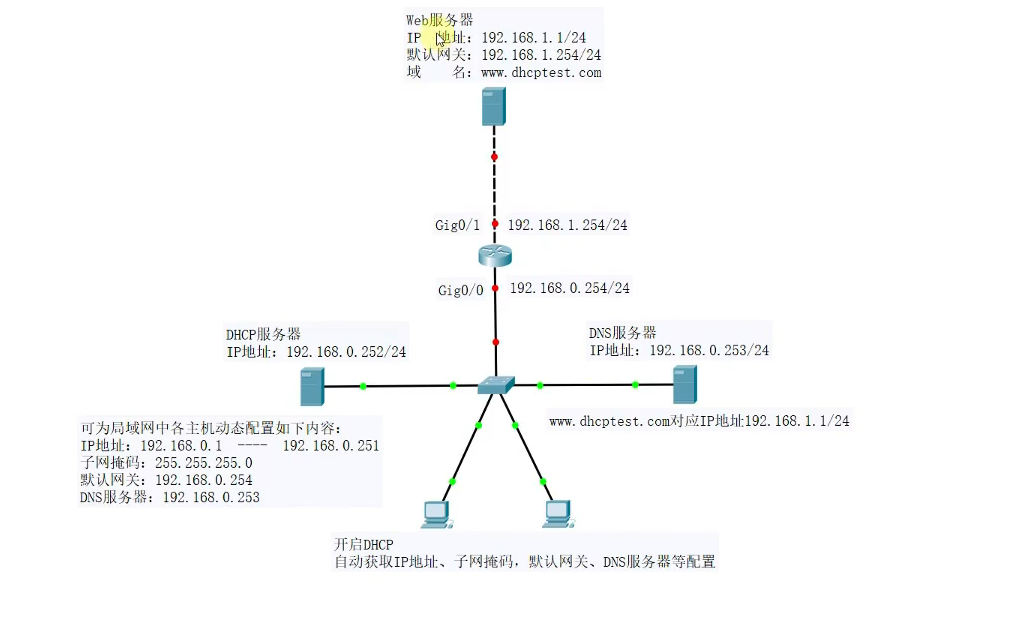 Web服务器
IP 地址：192.168.1.1/24
默认网关：192.168.1.254/24
域 名：www.dhcptest.com
Gig0/1 192.168.1.254/24
Gig0/0 192.168.0.254/24
DHCP服务器
IP地址：192.168.0.252/24
DNS服务器
IP地址：192.168.0.253/24
可为局域网中各主机动态配置如下内容：
IP地址：192.168.0.1 ---- 192.168.0.251
子网掩码：255.255.255.0
默认网关：192.168.0.254
DNS服务器：192.168.0.253
www.dhcptest.com对应IP地址192.168.1.1/24
开启DHCP
自动获取IP地址、子网掩码，默认网关、DNS服务器等配置